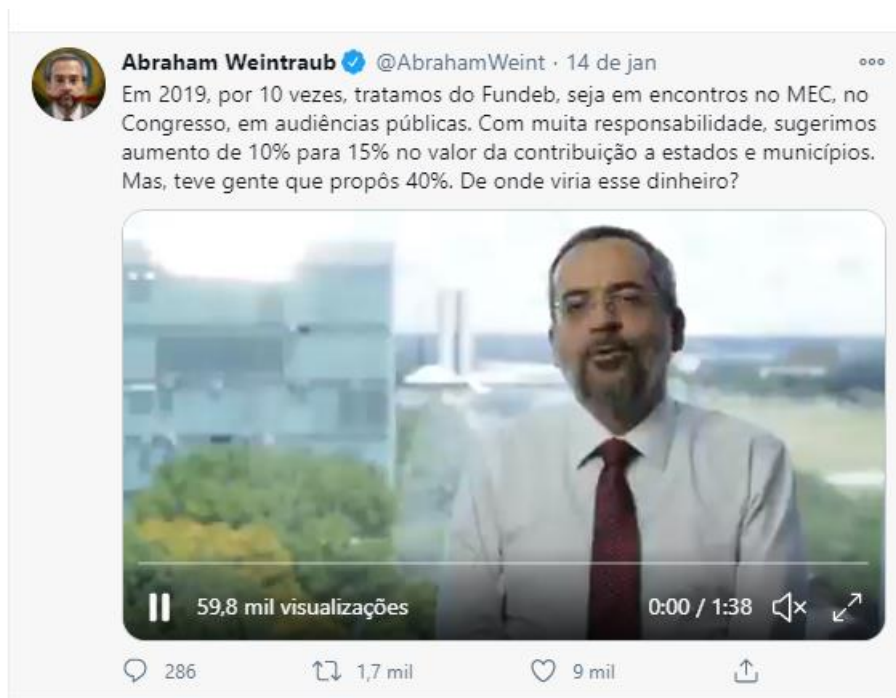 Abraham Weintraub @AbrahamWeint · 14 de jan
Em 2019, por 10 vezes, tratamos do Fundeb, seja em encontros no MEC, no
Congresso, em audiências públicas. Com muita responsabilidade, sugerimos
aumento de 10% para 15% no valor da contribuição a estados e municípios.
Mas, teve gente que propôs 40%. De onde viria esse dinheiro?
59,8 mil visualizações
0:00 / 1:38
286
1,7 mil
9 mil